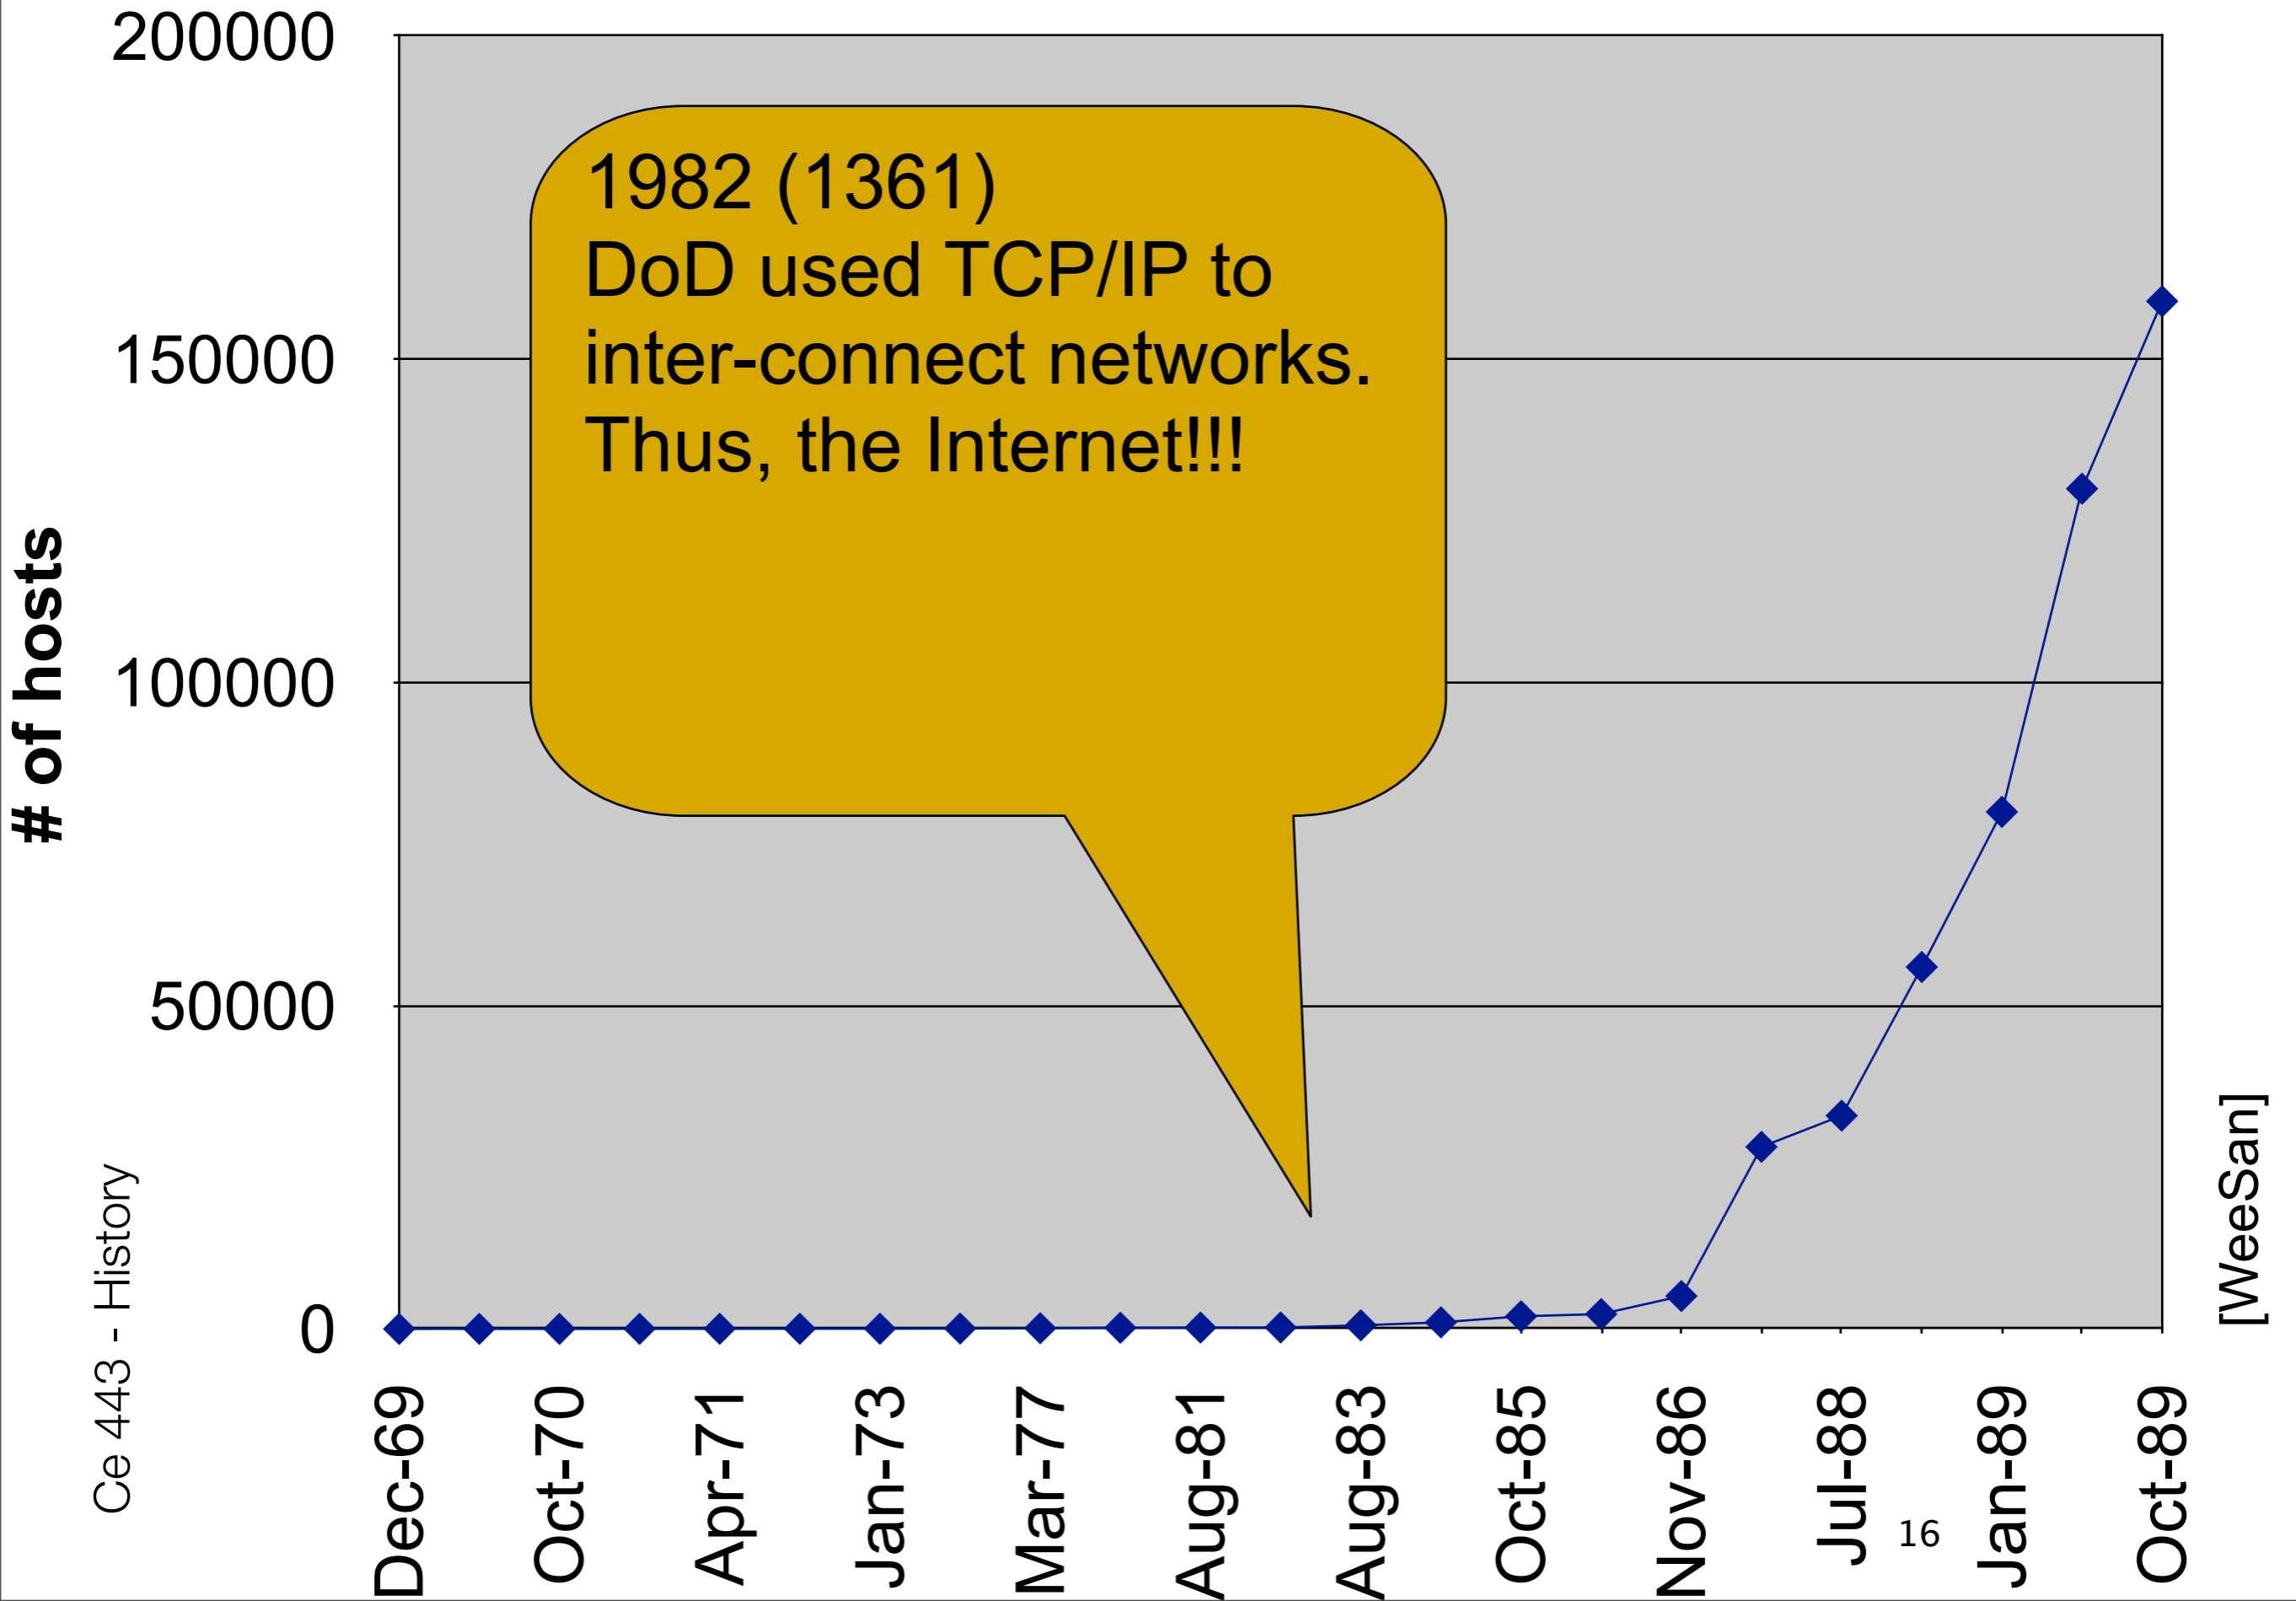 200000
150000
100000
50000
0
# of hosts
1982 (1361)
DoD used TCP/IP to
inter-connect networks.
Thus, the Internet!!!
Dec-69
Oct-70
Apr-71
Jan-73
Mar-77
Aug-81
Aug-83
Oct-85
Nov-86
Jul-88
Jan-89
Oct-89
Ce 443 - History
16
[WeeSan]